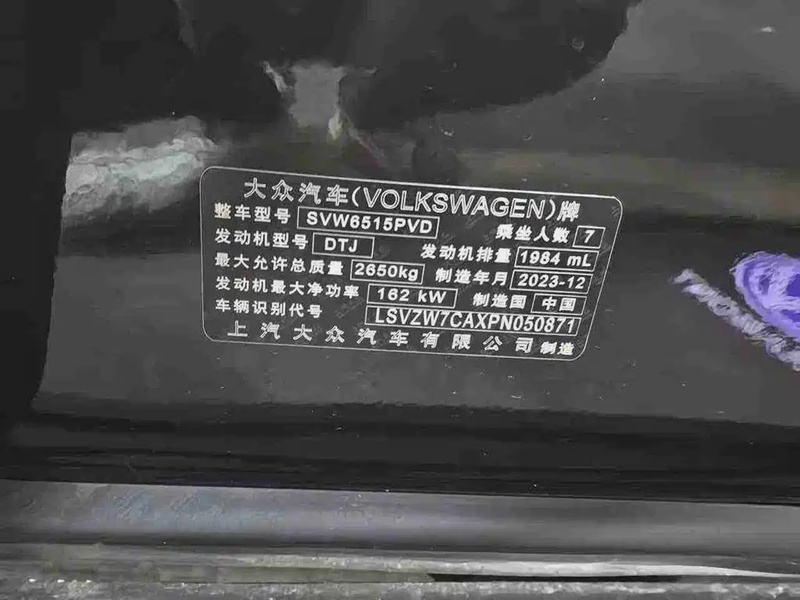 大众汽车(VOLKSWAGEN)牌
整车型号 SVW6515PVD 乘坐人数 7
发动机型号 DTJ 发动机排量 1984 mL
最大允许总质量 2650kg 制造年月 2023-12
发动机最大净功率 162 kW 制造国 中国
车辆识别代号 LSVZW7CAXPN050871
上汽大众汽车有限公司 制造